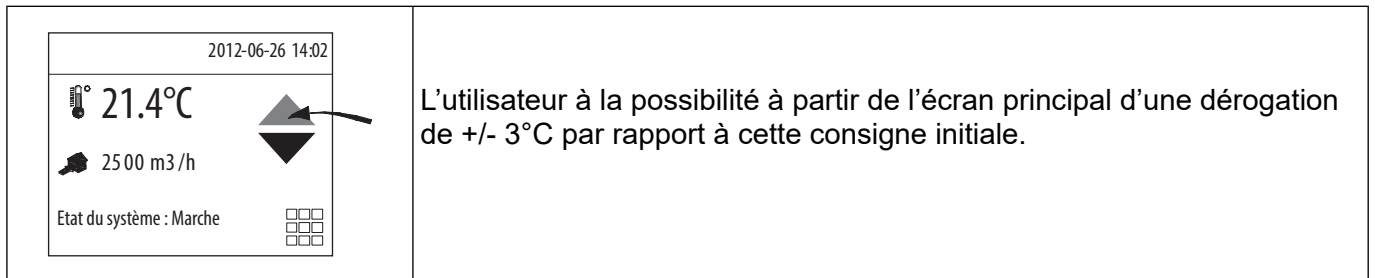 2012-06-26 14:02
21.4°C
2500 m3/h
Etat du système : Marche
L’utilisateur à la possibilité à partir de l’écran principal d’une dérogation
de +/- 3°C par rapport à cette consigne initiale.